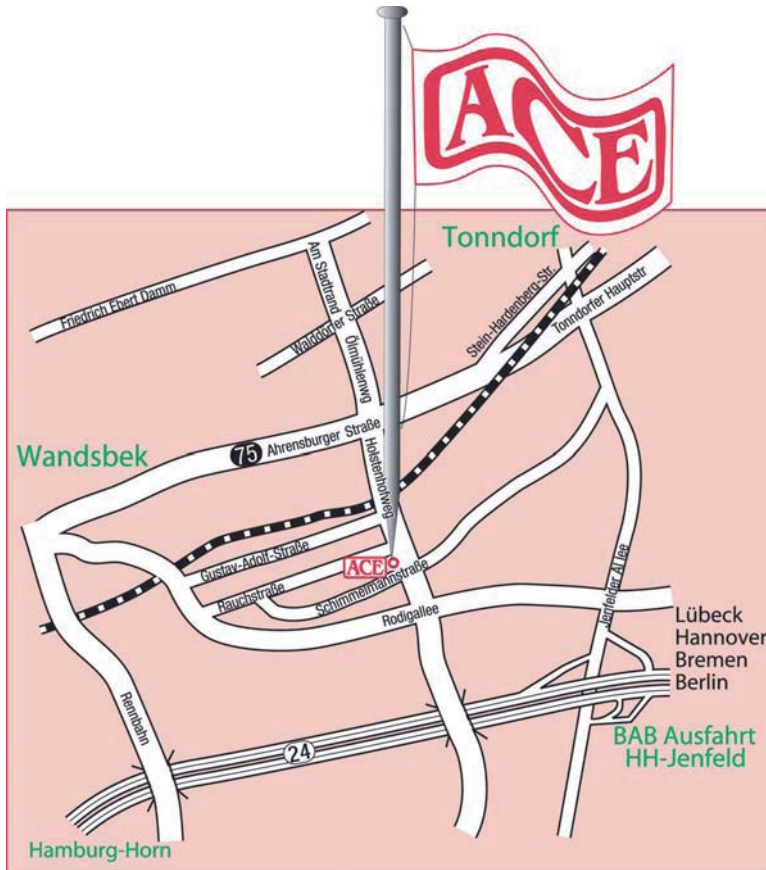 ACE
Tonndorf
Friedrich Ebert Damm
Am Stadtrand
Walddörfer Straße
Ölmühlenwg
Stein-Hardenberg-Str.
Tonndorfer Hauptstr
Wandsbek
75
Ahrensburger Straße
Holstenhofweg
Gustav-Adolf-Straße
ACE
Rauchstraße
Schimmelmannstraße
Rodigallee
Jenfelder Allee
Lübeck
Hannover
Bremen
Berlin
Rennbahn
24
BAB Ausfahrt
HH-Jenfeld
Hamburg-Horn